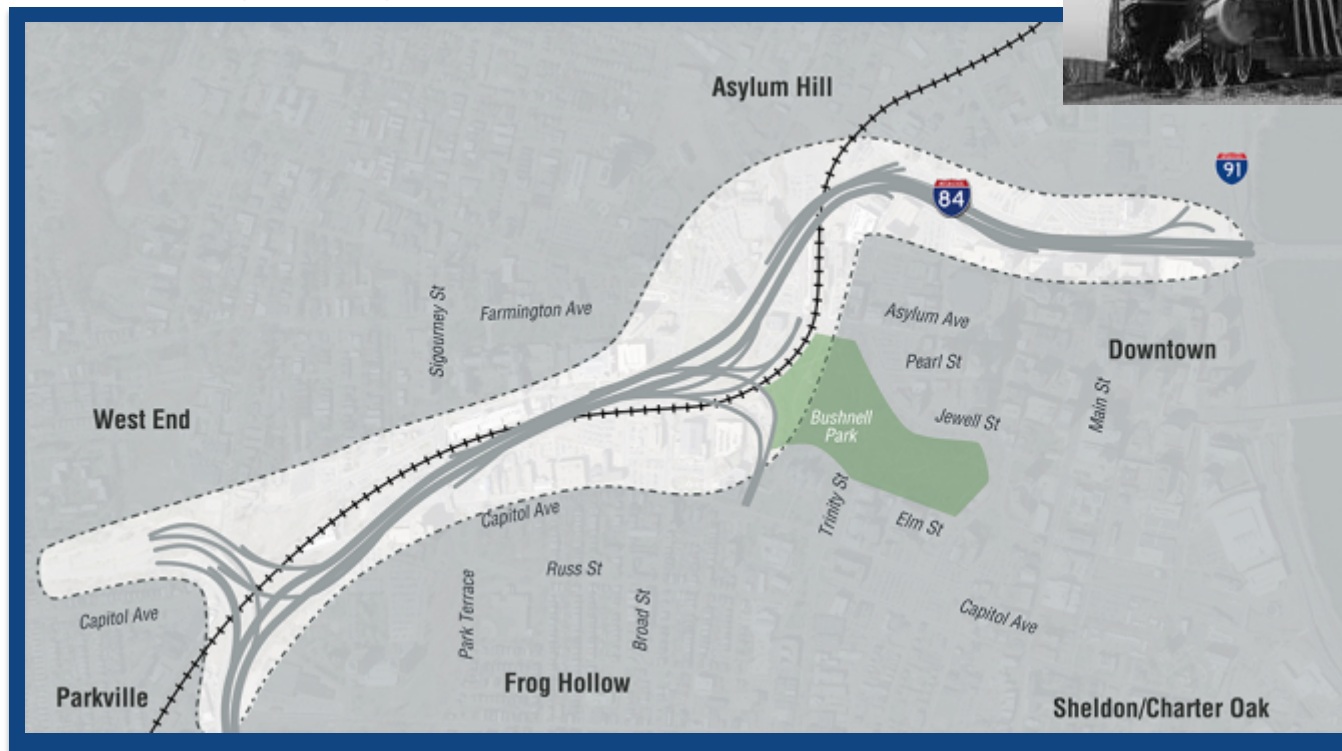 Asylum Hill
91
84
Sigourney St
Farmington Ave
Asylum Ave
Downtown
Pearl St
Main St
West End
Bushnell
Park
Jewell St
Trinity St
Capitol Ave
Elm St
Russ St
Park Terrace
Broad St
Capitol Ave
Capitol Ave
Parkville
Frog Hollow
Sheldon/Charter Oak